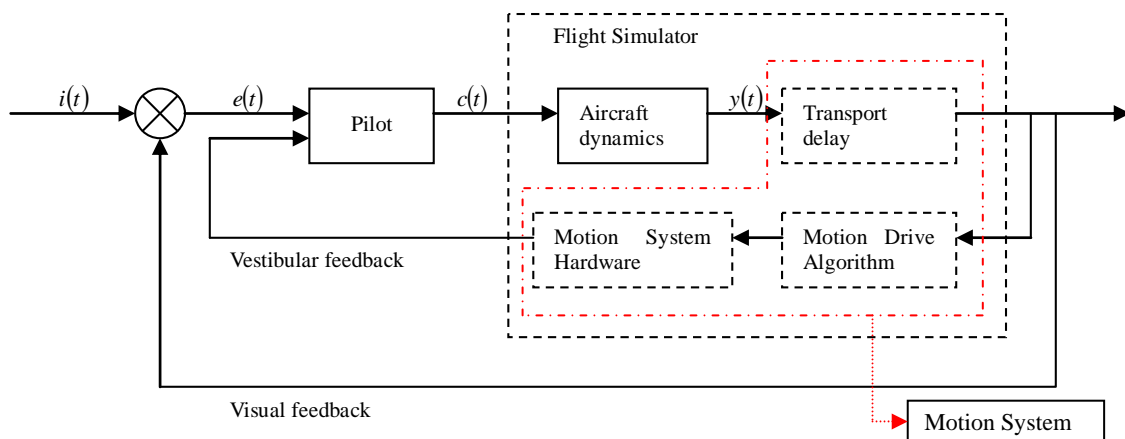 Flight Simulator
i(t)
e(t)
Pilot
c(t)
Aircraft
dynamics
y(t)
Transport
delay
Vestibular feedback
Motion System
Hardware
Motion Drive
Algorithm
Visual feedback
Motion System